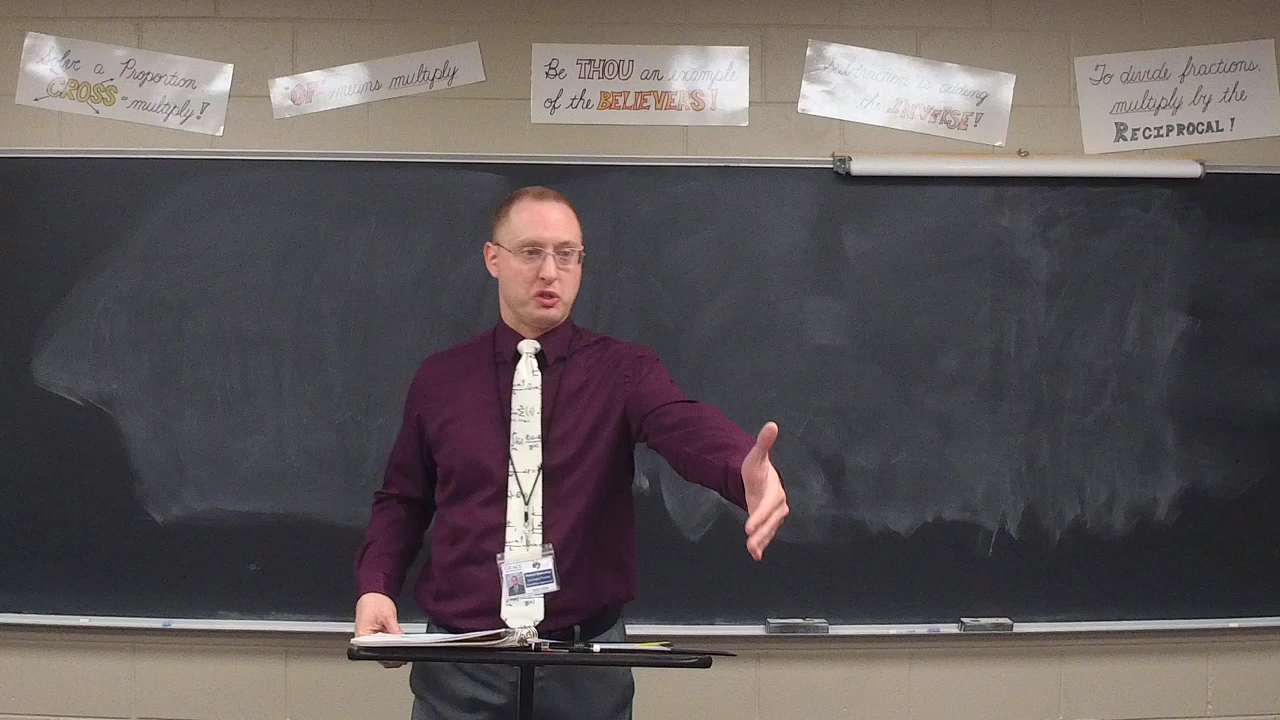 Solve a Proportion
CROSS-multiply!
"OF" means multiply
Be THOU an example
of the BELIEVERS!
Subtraction is adding
the INVERSE!
To divide fractions,
multiply by the
RECIPROCAL!
GRACE